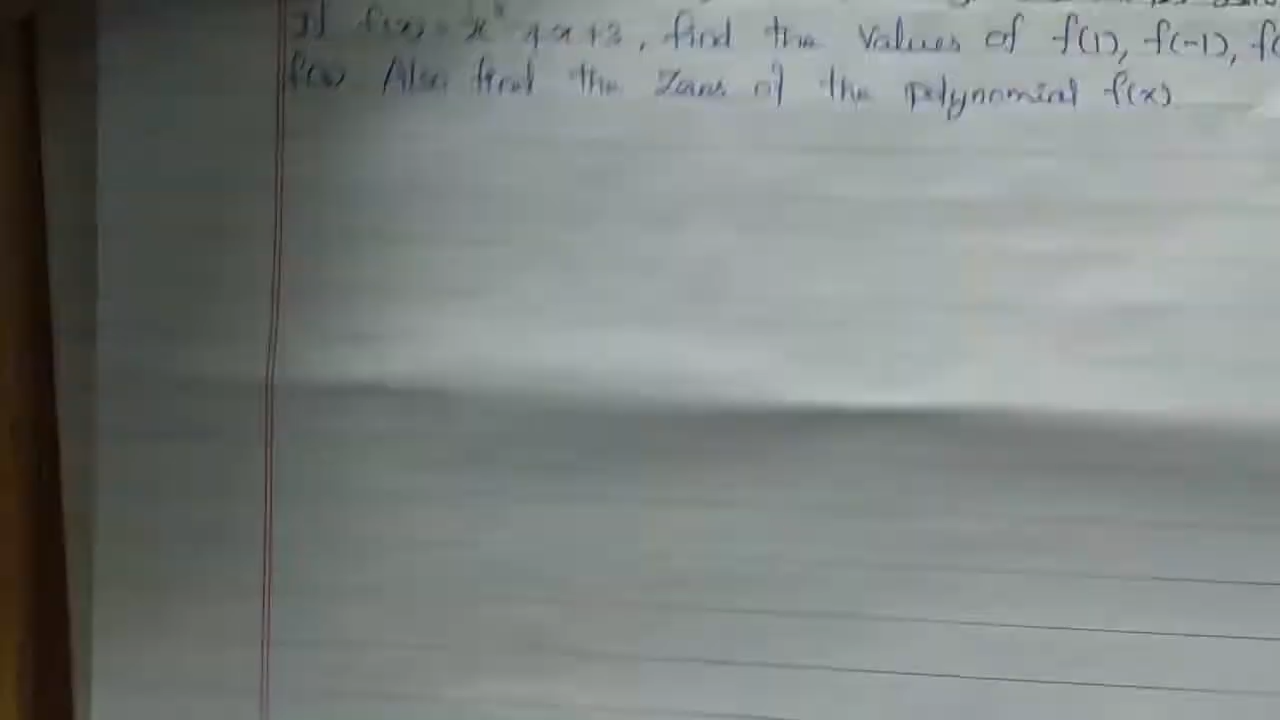 If f(x) = x² 4x + 3, find the values of f(1), f(-1),
Also find the Zeros of the polynomial f(x)